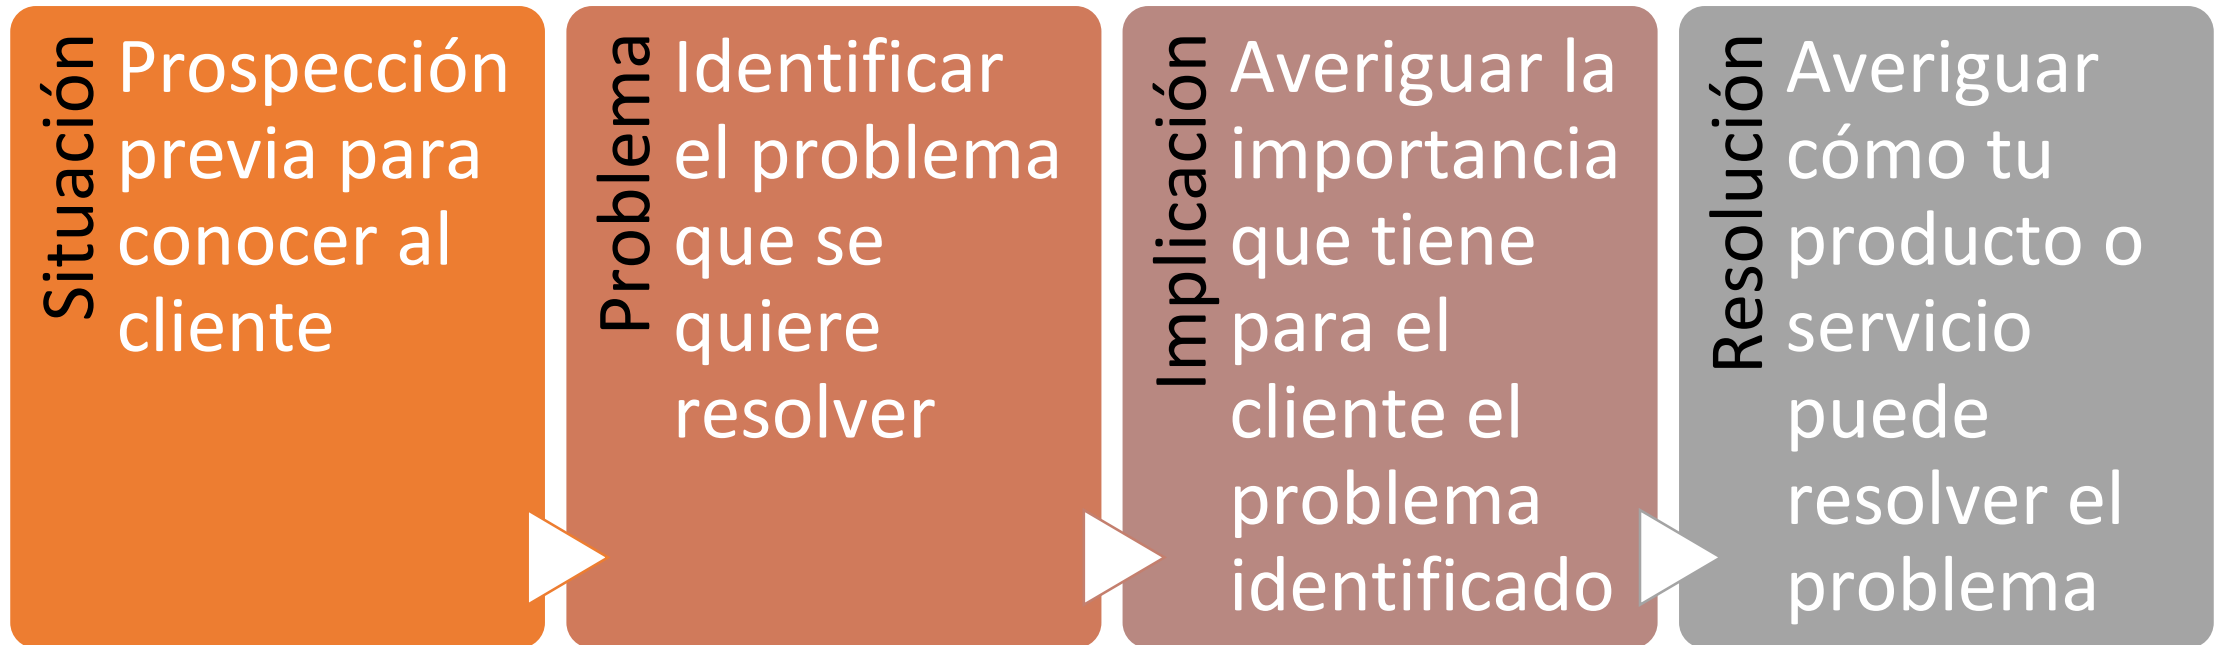 Situación
Prospección
previa para
conocer al
cliente
Problema
Identificar
el problema
que se
quiere
resolver
Implicación
Averiguar la
importancia
que tiene
para el
cliente el
problema
identificado
Resolución
Averiguar
cómo tu
producto o
servicio
puede
resolver el
problema